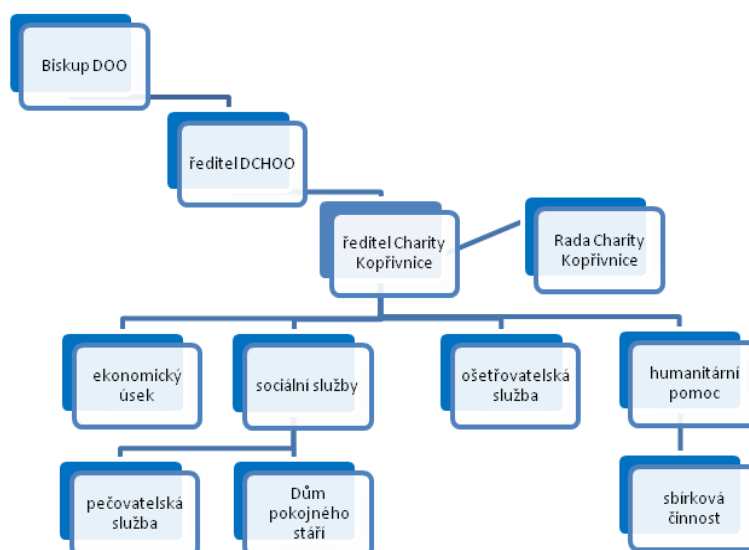 Biskup DOO
ředitel DCHOO
ředitel Charity
Kopřivnice
Rada Charity
Kopřivnice
ekonomický
úsek
sociální služby
ošetřovatelská
služba
humanitární
pomoc
pečovatelská
služba
Dům
pokojného
stáří
sbírková
činnost